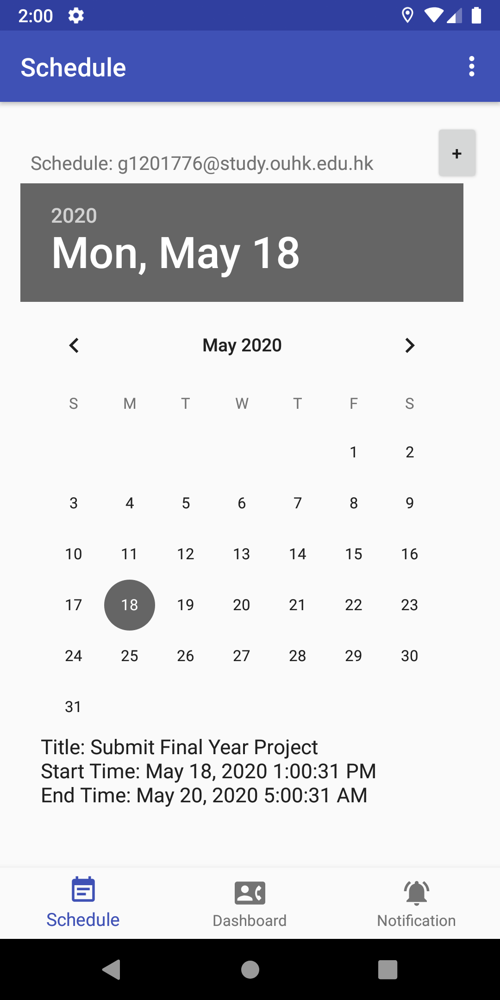 2:00
Schedule
Schedule: g1201776@study.ouhk.edu.hk
+
2020
Mon, May 18
May 2020
S M T W T F S
1 2
3 4 5 6 7 8 9
10 11 12 13 14 15 16
17 18 19 20 21 22 23
24 25 26 27 28 29 30
31
Title: Submit Final Year Project
Start Time: May 18, 2020 1:00:31 PM
End Time: May 20, 2020 5:00:31 AM
Schedule Dashboard Notification